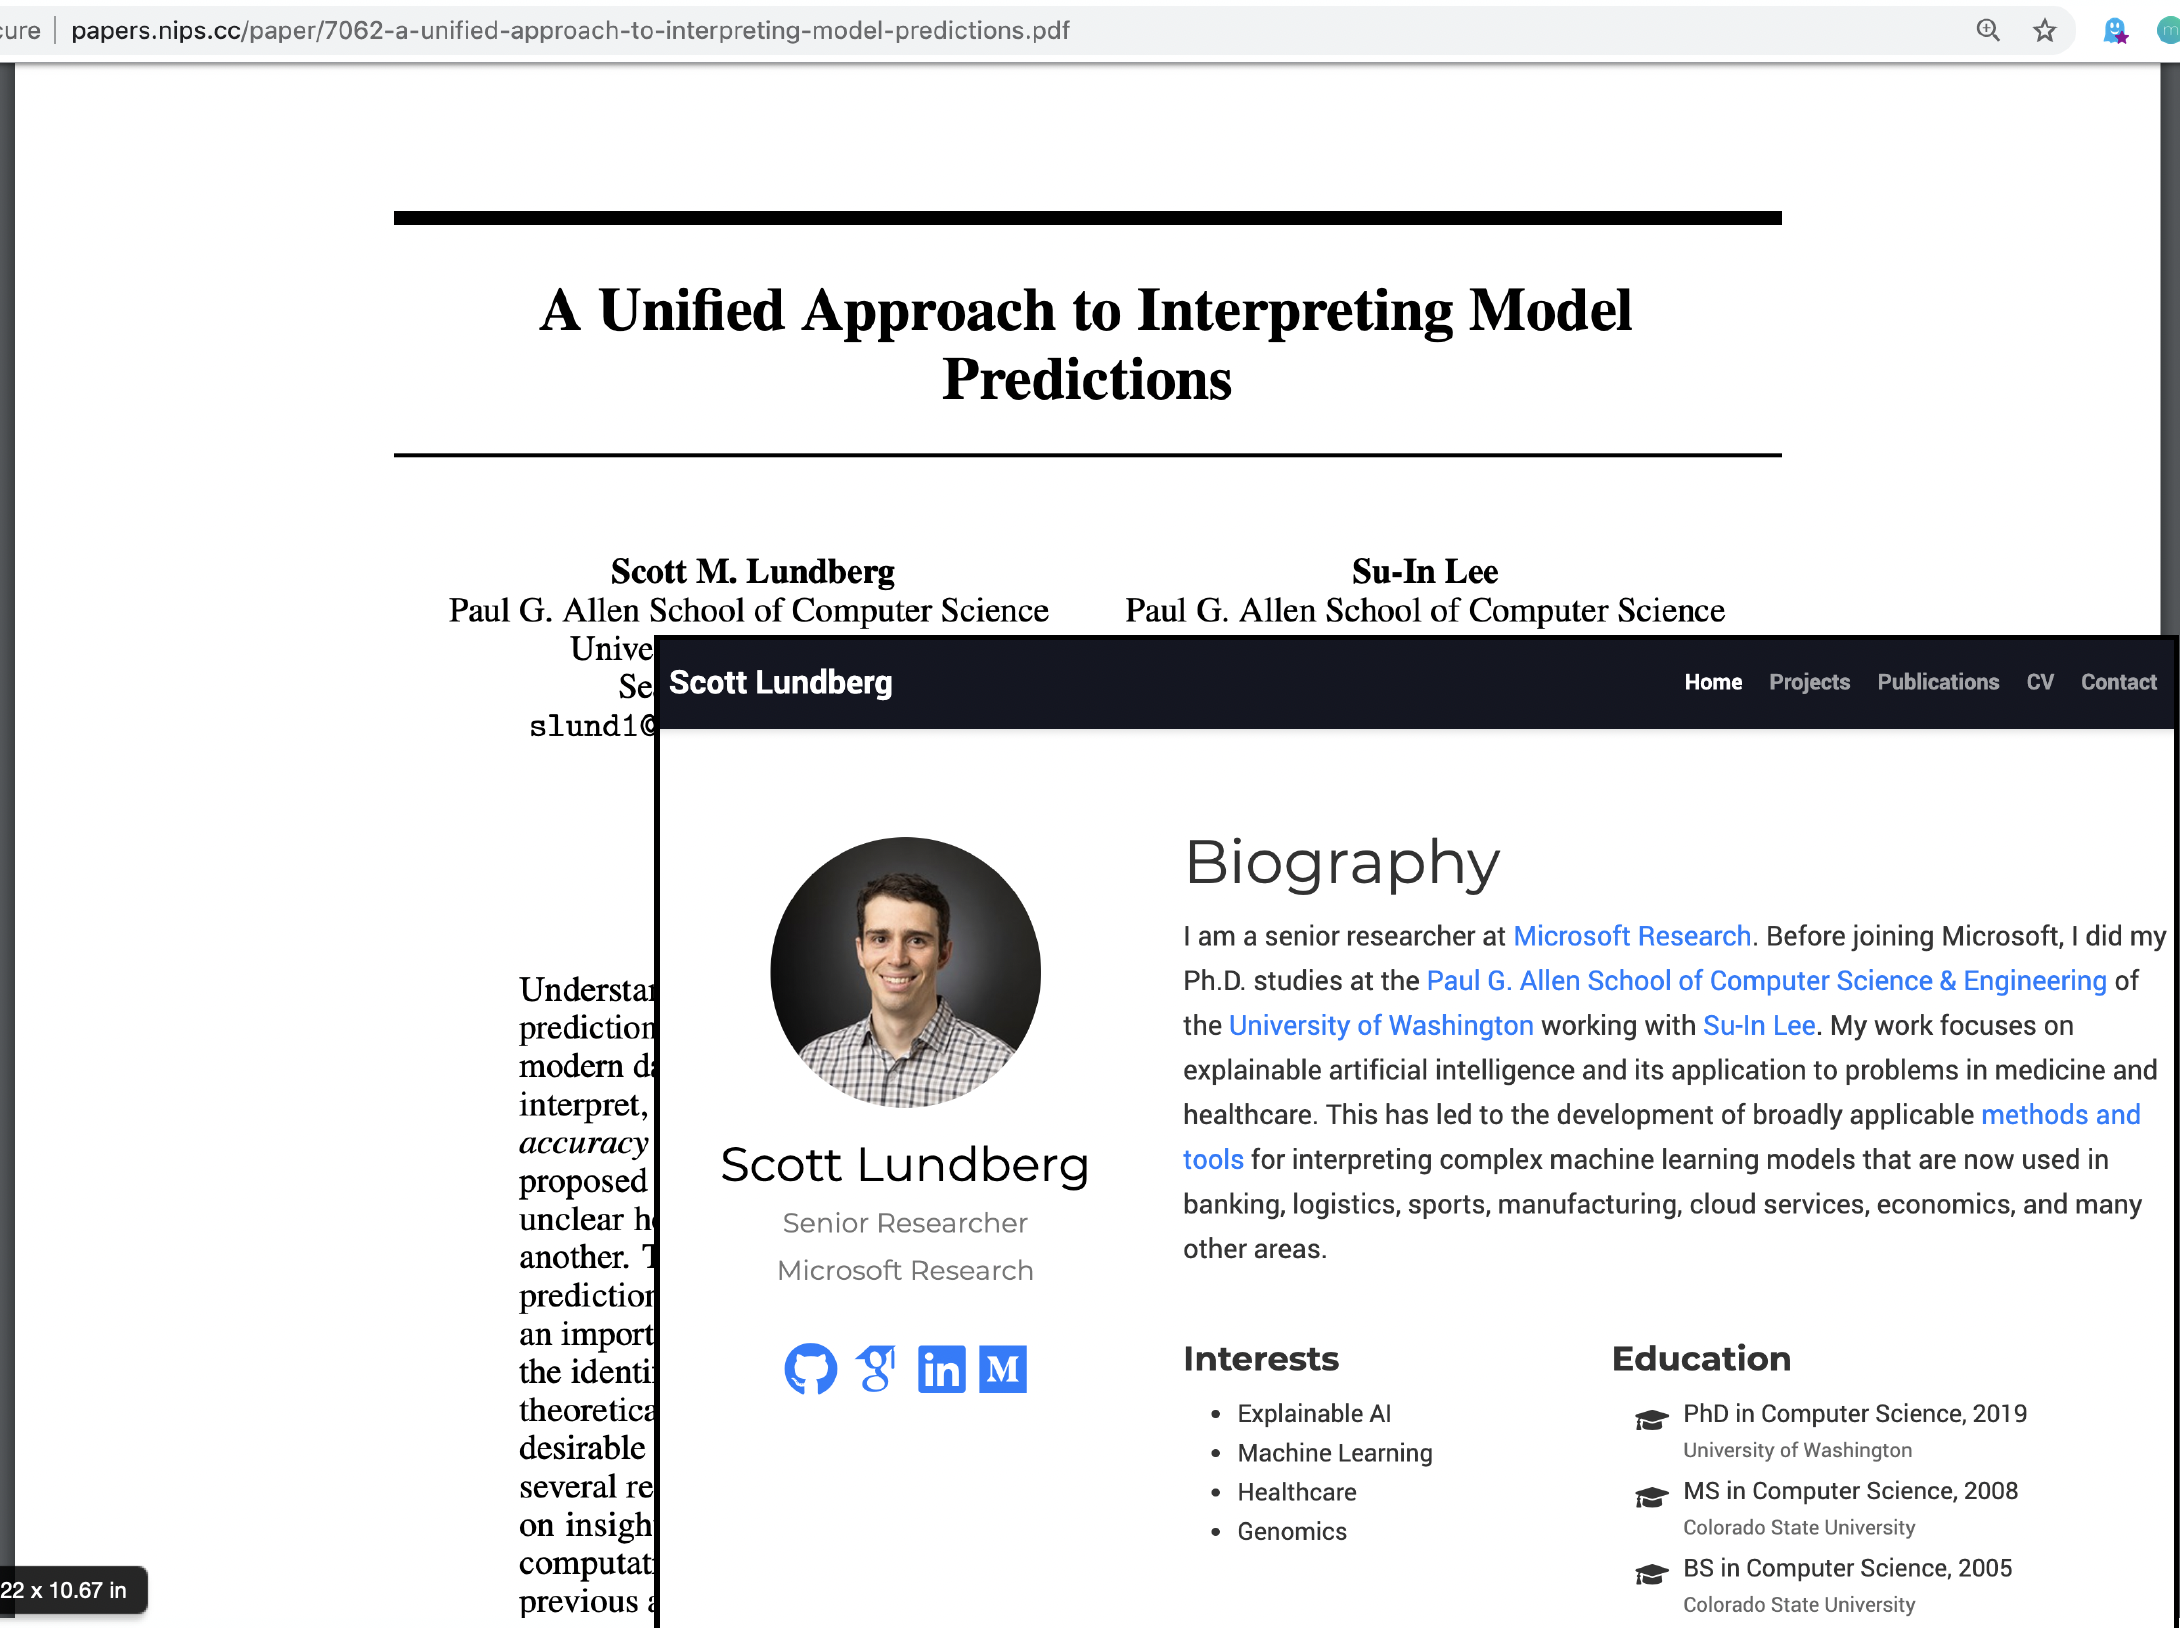 cure papers.nips.cc/paper/7062-a-unified-approach-to-interpreting-model-predictions.pdf
A Unified Approach to Interpreting Model
Predictions
Scott M. Lundberg
Paul G. Allen School of Computer Science
Su-In Lee
Paul G. Allen School of Computer Science
Unive
Se
slund1@
Understan
prediction
modern da
interpret,
accuracy
proposed
unclear ho
another. T
prediction
an import
the identi
theoretica
desirable
several re
on insigh
computati
previous a
22 x 10.67 in
Scott Lundberg
Home Projects Publications CV Contact
Scott Lundberg
Senior Researcher
Microsoft Research
in M
Biography
I am a senior researcher at Microsoft Research. Before joining Microsoft, I did my
Ph.D. studies at the Paul G. Allen School of Computer Science & Engineering of
the University of Washington working with Su-In Lee. My work focuses on
explainable artificial intelligence and its application to problems in medicine and
healthcare. This has led to the development of broadly applicable methods and
tools for interpreting complex machine learning models that are now used in
banking, logistics, sports, manufacturing, cloud services, economics, and many
other areas.
Interests
Explainable AI
Machine Learning
Healthcare
Genomics
Education
PhD in Computer Science, 2019
University of Washington
MS in Computer Science, 2008
Colorado State University
BS in Computer Science, 2005
Colorado State University